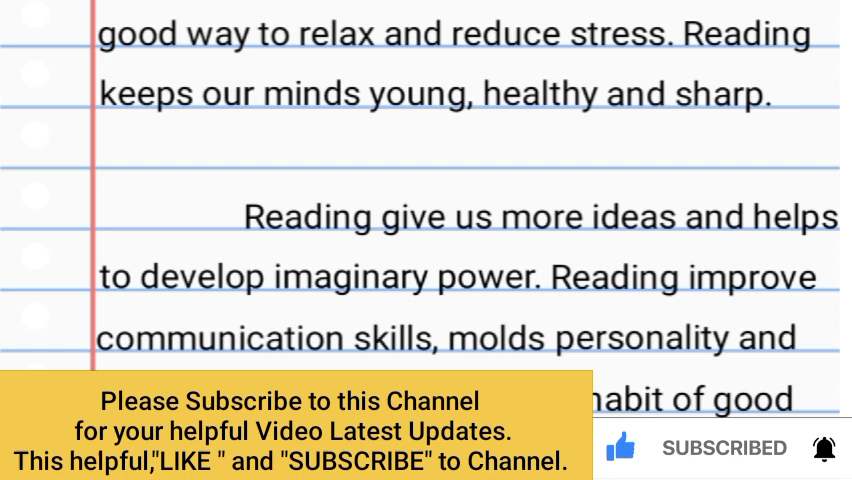 good way to relax and reduce stress. Reading
keeps our minds young, healthy and sharp.
Reading give us more ideas and helps
to develop imaginary power. Reading improve
communication skills, molds personality and
habit of good
Please Subscribe to this Channel
for your helpful Video Latest Updates.
This helpful,"LIKE " and "SUBSCRIBE" to Channel.
SUBSCRIBED